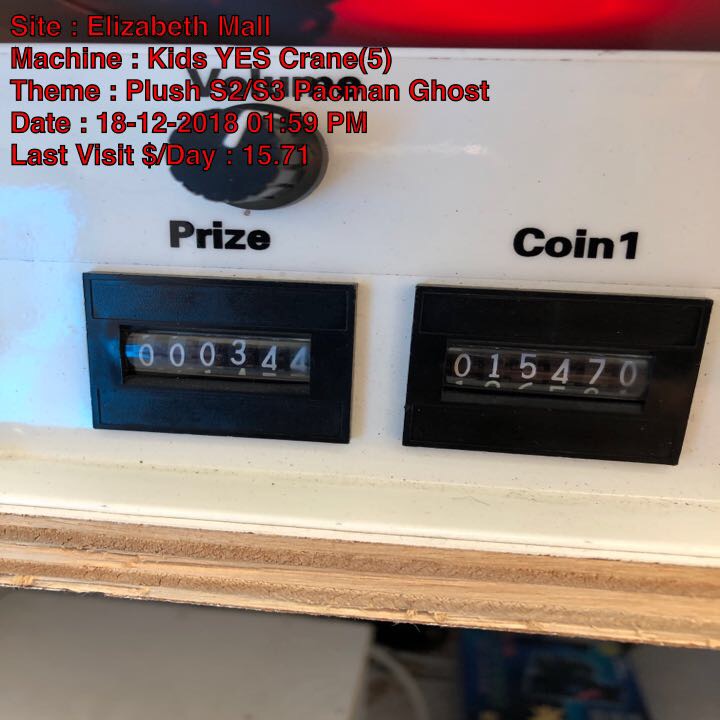 Site : Elizabeth Mall
Machine : Kids YES Crane(5)
Volume
Theme : Plush S2/S3 Pacman Ghost
Date : 18-12-2018 01:59 PM
Last Visit $/Day : 15.71
Prize
Coin1
000344
015470